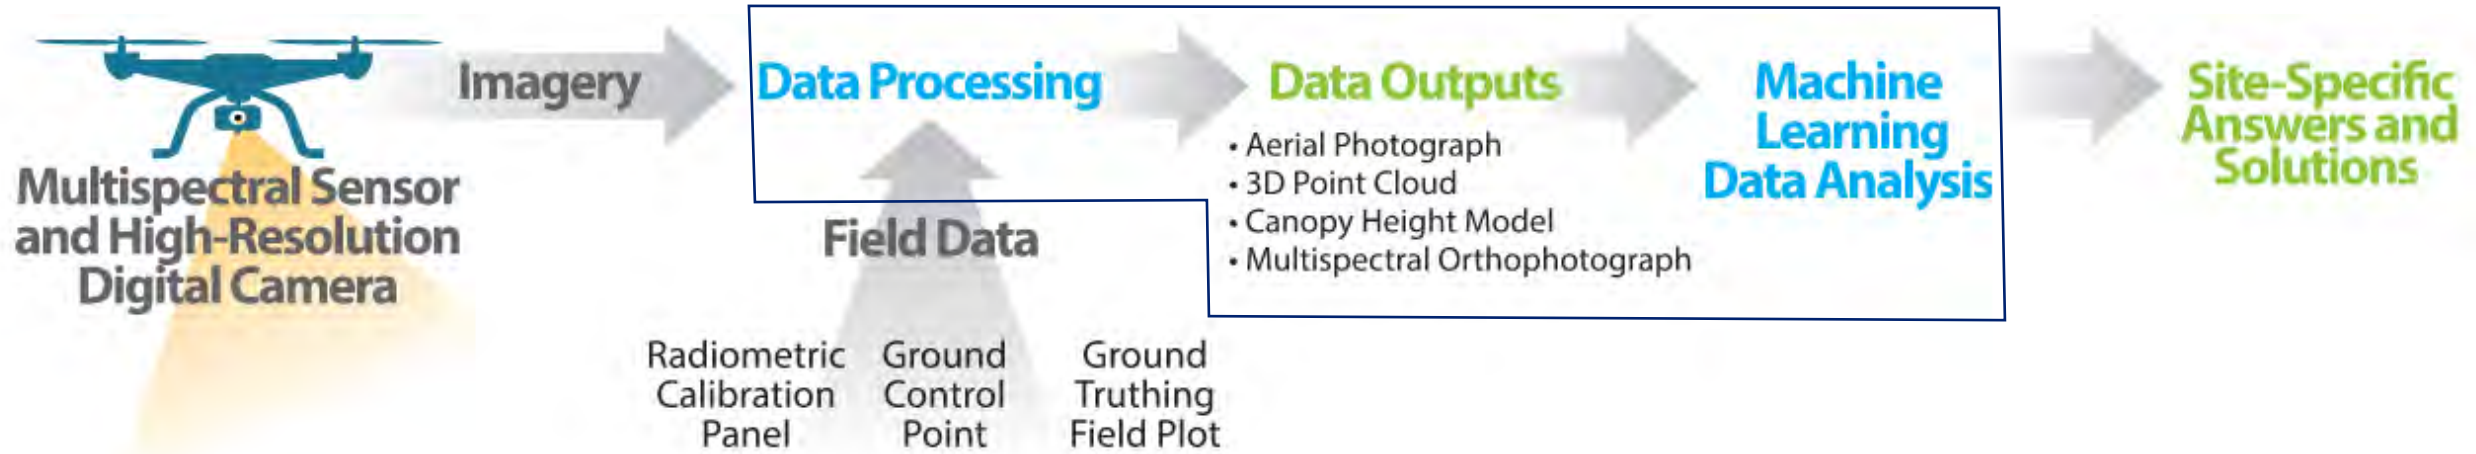 Multispectral Sensor
and High-Resolution
Digital Camera
Imagery
Data Processing
Field Data
Radiometric
Calibration
Panel
Ground
Control
Point
Ground
Truthing
Field Plot
Data Outputs
• Aerial Photograph
• 3D Point Cloud
• Canopy Height Model
• Multispectral Orthophotograph
Machine
Learning
Data Analysis
Site-Specific
Answers and
Solutions